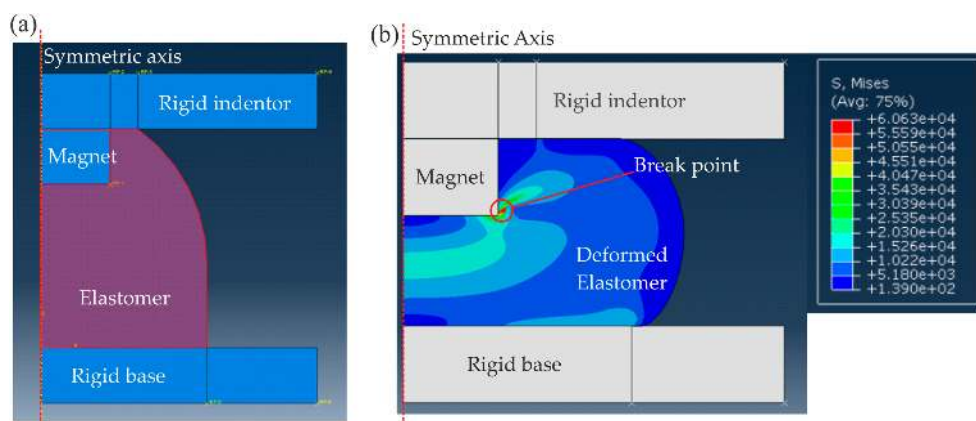 (a)
Symmetric axis
Rigid indentor
Magnet
Elastomer
Rigid base
(b)
Symmetric Axis
Rigid indentor
Magnet
Break point
Deformed
Elastomer
Rigid base
S, Mises
(Avg: 75%)
+6.063e+04
+5.559e+04
+5.055e+04
+4.551e+04
+4.047e+04
+3.543e+04
+3.039e+04
+2.535e+04
+2.030e+04
+1.526e+04
+1.022e+04
+5.180e+03
+1.390e+02